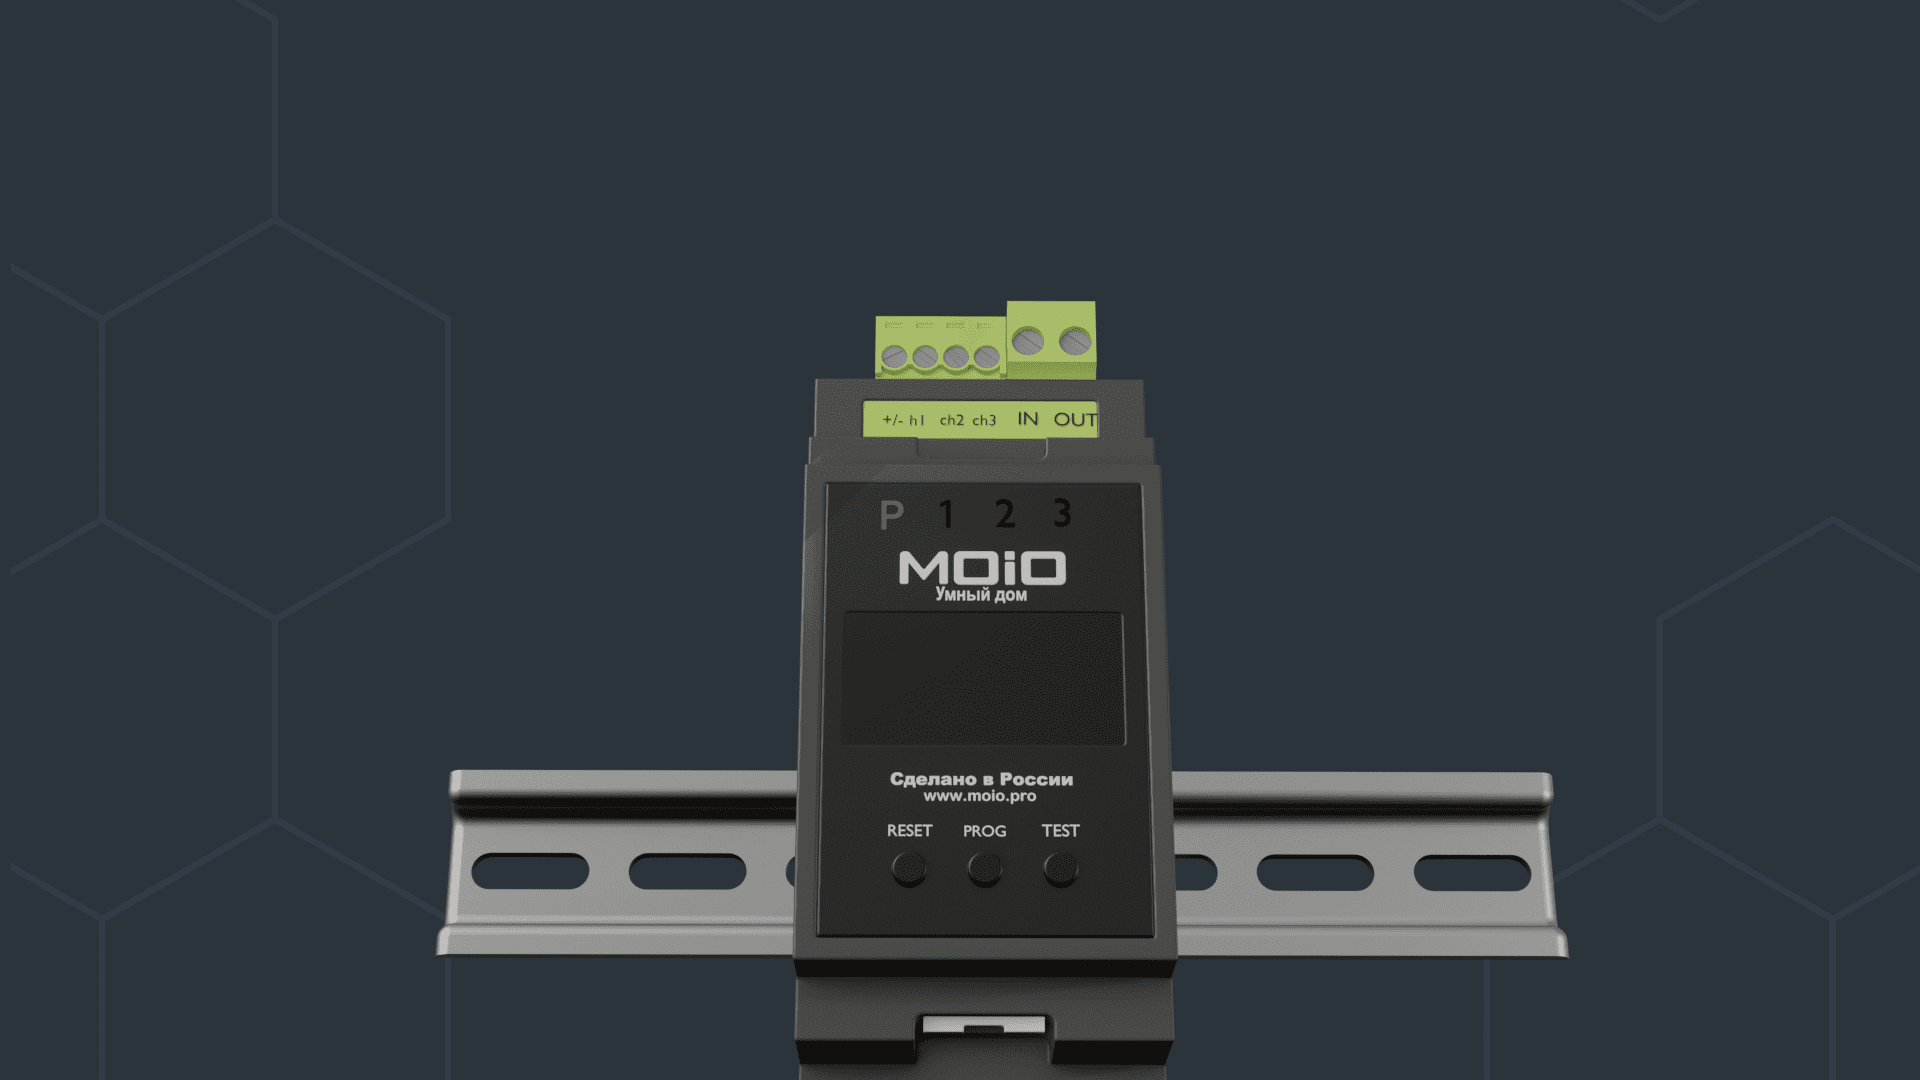 +/- h1 ch2 ch3 IN OUT
P 1 2 3
MOiO
Умный дом
Сделано в России
www.moio.pro
RESET PROG TEST